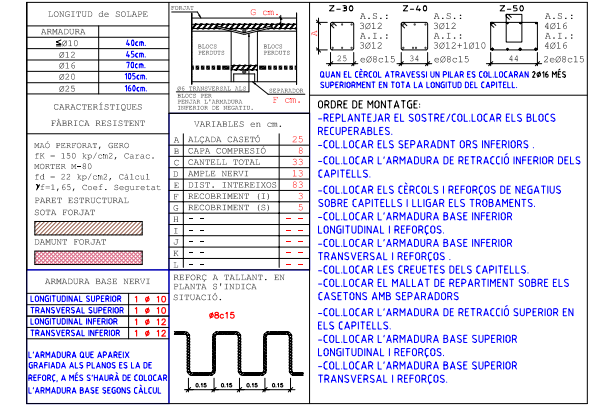 LONGITUD de SOLAPE
ARMADURA
≤Ø10 40cm.
Ø12 45cm.
Ø16 70cm.
Ø20 105cm.
Ø25 160cm.
CARACTERÍSTIQUES
FÀBRICA RESISTENT
MAÓ PERFORAT, GERO
fK = 150 kp/cm2, Carac.
MORTER M-80
fd = 22 kp/cm2, Càlcul
γf=1,65, Coef. Seguretat
PARET ESTRUCTURAL
SOTA FORJAT
DAMUNT FORJAT
ARMADURA BASE NERVI
LONGITUDINAL SUPERIOR 1 ø 10
TRANSVERSAL SUPERIOR 1 ø 10
LONGITUDINAL INFERIOR 1 ø 12
TRANSVERSAL INFERIOR 1 ø 12
L'ARMADURA QUE APAREIX
GRAFIADA ALS PLANOS ES LA DE
REFORÇ, A MÉS S'HAURÀ DE COLOCAR
L'ARMADURA BASE SEGONS CÀLCUL
FORJAT
G cm.
BLOCS
PERDUTS
BLOCS
PERDUTS
Ø6 TRANSVERSAL ALS
BLOCS PER
PENJAR L'ARMADURA
INFERIOR DE NEGATIU.
SEPARADOR
F cm.
VARIABLES en cm.
A ALÇADA CASETÓ 25
B CAPA COMPRESIÓ 8
C CANTELL TOTAL 33
D AMPLE NERVI 13
E DIST. INTEREIXOS 83
F RECOBRIMENT (I) 3
G RECOBRIMENT (S) 5
H - - - -
I - - - -
J - - - -
K - - - -
L - - - -
REFORÇ A TALLANT. EN
PLANTA S'INDICA
SITUACIÓ.
ø8c15
0.15 0.15 0.15 0.15
Z-30
A
A.S.:
3Ø12
A.I.:
3Ø12
25 eØ8c15
Z-40
A.S.:
3Ø12
A.I.:
3Ø12+1Ø10
34 eØ8c15
Z-50
A.S.:
4Ø16
A.I.:
4Ø16
44 2eØ8c15
QUAN EL CÈRCOL ATRAVESSI UN PILAR ES COL.LOCARAN 2Ø16 MÉS
SUPERIORMENT EN TOTA LA LONGITUD DEL CAPITELL.
ORDRE DE MONTATGE:
-REPLANTEJAR EL SOSTRE/COL.LOCAR ELS BLOCS
RECUPERABLES.
-COL.LOCAR ELS SEPARADNT ORS INFERIORS .
-COL.LOCAR L'ARMADURA DE RETRACCIÓ INFERIOR DELS
CAPITELLS.
-COL.LOCAR ELS CÈRCOLS I REFORÇOS DE NEGATIUS
SOBRE CAPITELLS I LLIGAR ELS TROBAMENTS.
-COL.LOCAR L'ARMADURA BASE INFERIOR
LONGITUDINAL I REFORÇOS.
-COL.LOCAR L'ARMADURA BASE INFERIOR
TRANSVERSAL I REFORÇOS .
-COL.LOCAR LES CREUETES DELS CAPITELLS.
-COL.LOCAR EL MALLAT DE REPARTIMENT SOBRE ELS
CASETONS AMB SEPARADORS
-COL.LOCAR L'ARMADURA DE RETRACCIÓ SUPERIOR EN
ELS CAPITELLS.
-COL.LOCAR L'ARMADURA BASE SUPERIOR
LONGITUDINAL I REFORÇOS.
-COL.LOCAR L'ARMADURA BASE SUPERIOR
TRANSVERSAL I REFORÇOS.